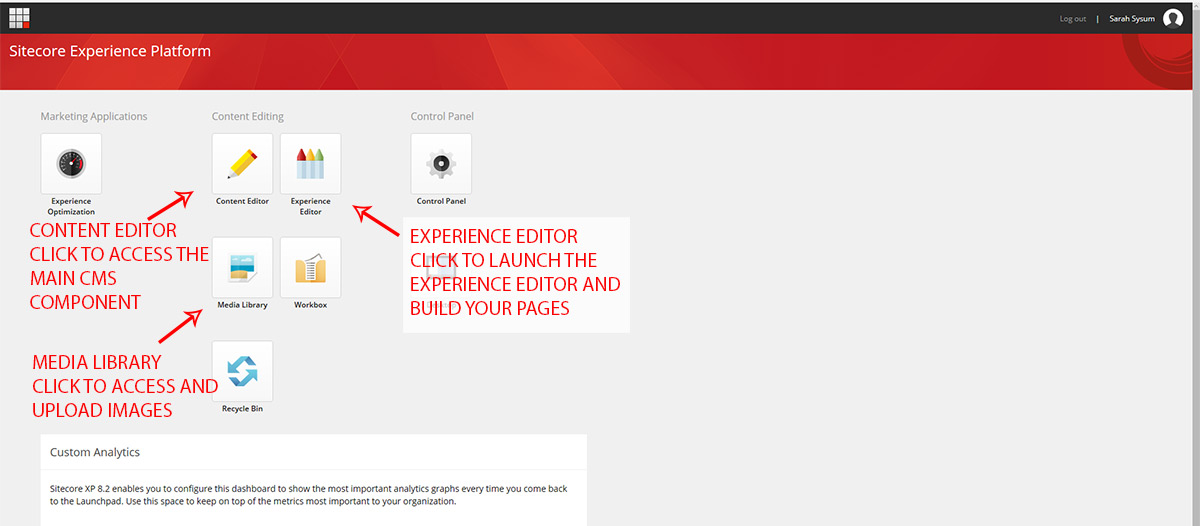 Log out | Sarah Sysum
Sitecore Experience Platform
Marketing Applications
Content Editing
Control Panel
Experience
Optimization
Content Editor
Experience
Editor
Control Panel
CONTENT EDITOR
CLICK TO ACCESS THE
MAIN CMS
COMPONENT
EXPERIENCE EDITOR
CLICK TO LAUNCH THE
EXPERIENCE EDITOR AND
BUILD YOUR PAGES
Media Library
Workbox
MEDIA LIBRARY
CLICK TO ACCESS AND
UPLOAD IMAGES
Recycle Bin
Custom Analytics
Sitecore XP 8.2 enables you to configure this dashboard to show the most important analytics graphs every time you come back
to the Launchpad. Use this space to keep on top of the metrics most important to your organization.